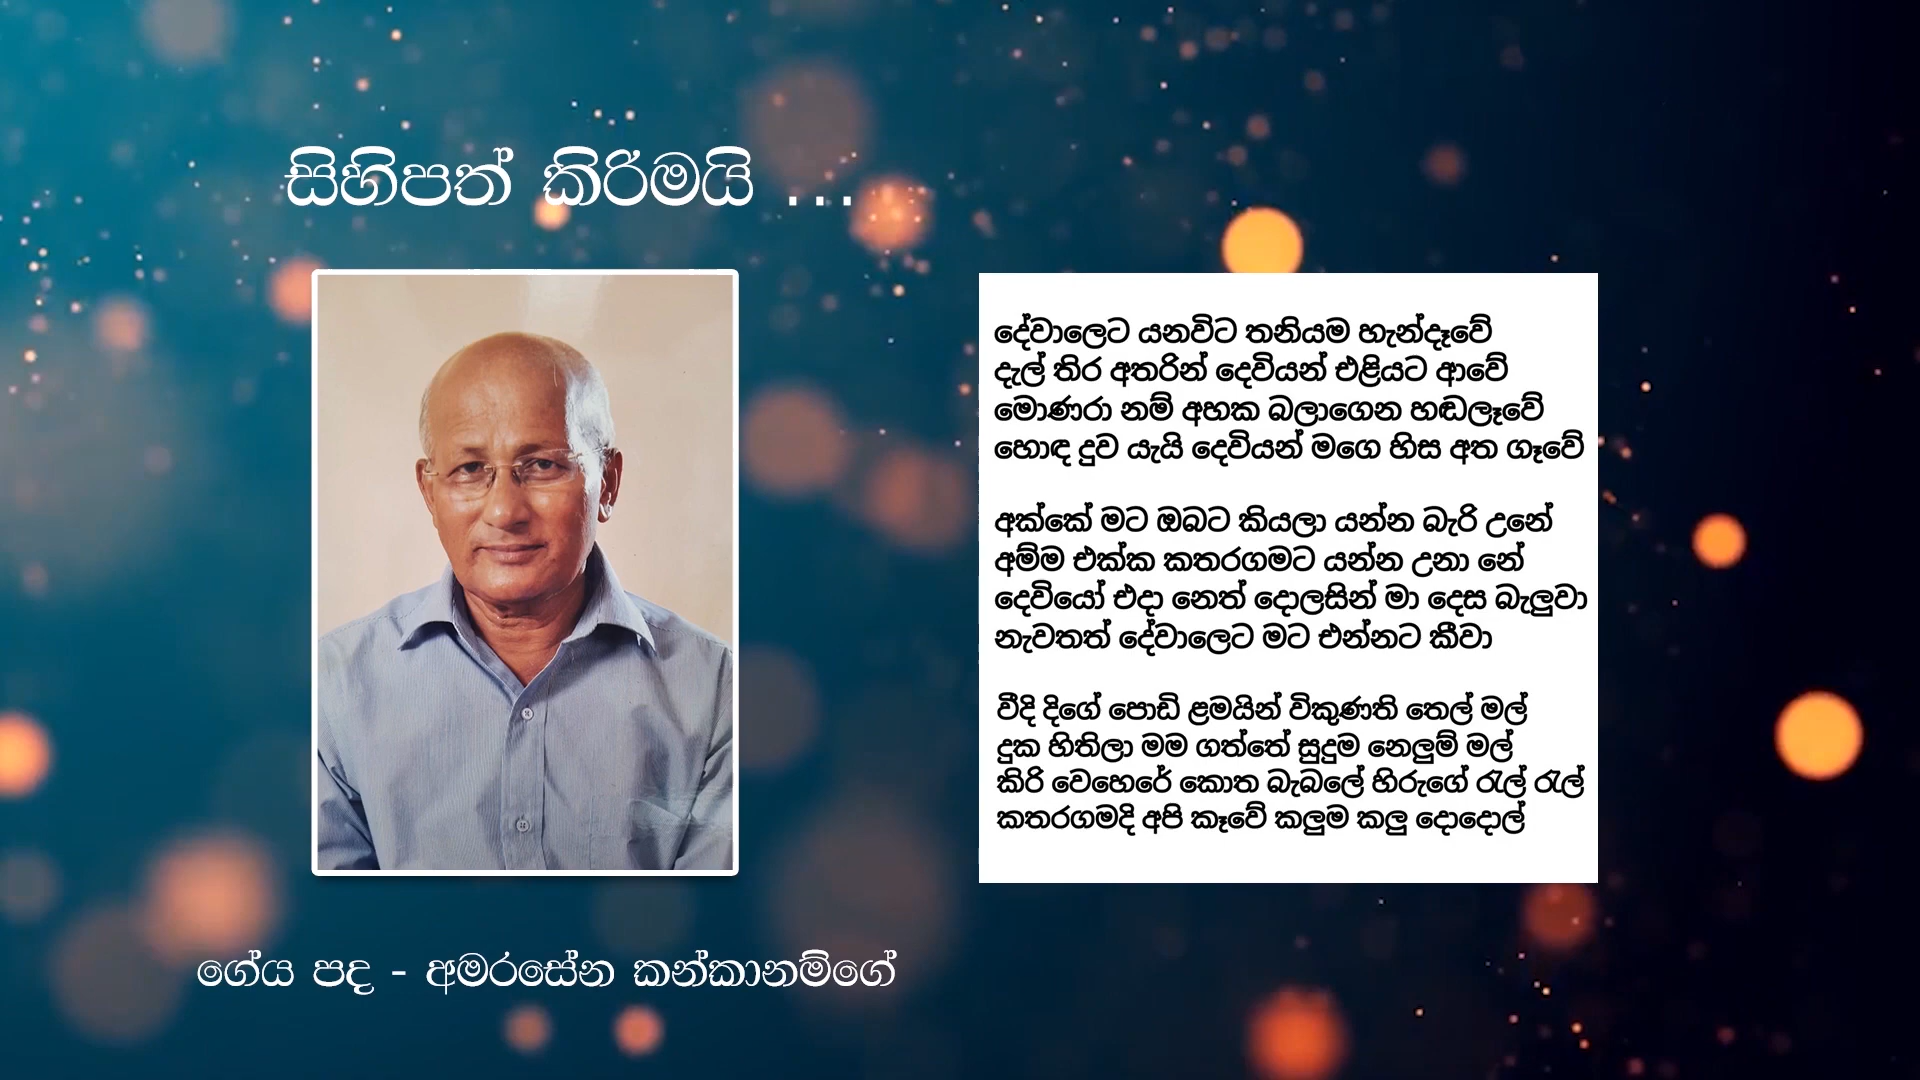 සිහිපත් කිරිමයි ...
දේවාලෙට යනවිට තනියම හැන්දෑවේ
දැල් තිර අතරින් දෙවියන් එළියට ආවේ
මොණරා නම් අහක බලාගෙන හඬලෑවේ
හොඳ දුව යැයි දෙවියන් මගෙ හිස අත ගෑවේ
අක්කේ මට ඔබට කියලා යන්න බැරි උනේ
අම්ම එක්ක කතරගමට යන්න උනා නේ
දෙවියෝ එදා නෙත් දොලසින් මා දෙස බැලුවා
නැවතත් දේවාලෙට මට එන්නට කීවා
වීදි දිගේ පොඩි ළමයින් විකුණති තෙල් මල්
දුක හිතිලා මම ගත්තේ සුදුම නෙලුම් මල්
කිරි වෙහෙරේ කොත බැබලේ හිරුගේ රැල් රැල්
කතරගමදි අපි කෑවේ කලුම කලු දොදොල්
ගේය පද - අමරසේන කන්කානම්ගේ